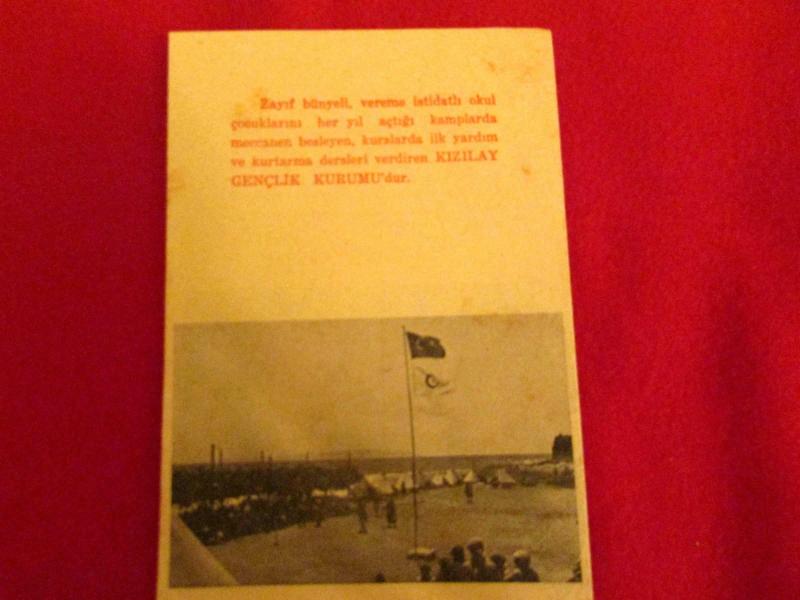 Zayıf bünyeli, vereme istidatlı okul
çocuklarını her yıl açtığı kamplarda
meccanen besleyen, kurslarda ilk yardım
ve kurtarma dersleri verdiren KIZILAY
GENÇLİK KURUMU'dur.